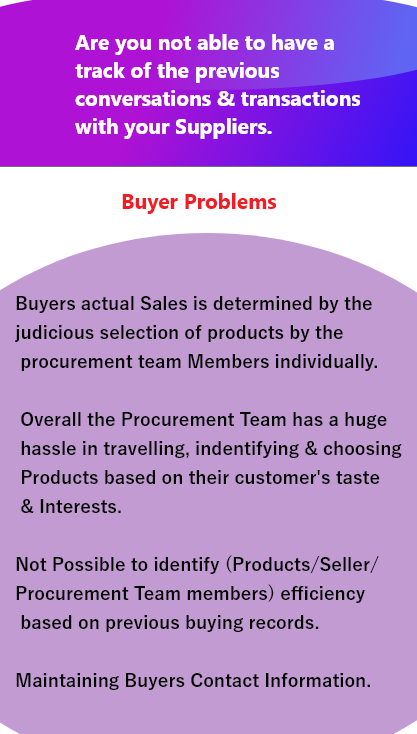 Are you not able to have a
track of the previous
conversations & transactions
with your Suppliers.
Buyer Problems
Buyers actual Sales is determined by the
judicious selection of products by the
procurement team Members individually.
Overall the Procurement Team has a huge
hassle in travelling, indentifying & choosing
Products based on their customer's taste
& Interests.
Not Possible to identify (Products/Seller/
Procurement Team members) efficiency
based on previous buying records.
Maintaining Buyers Contact Information.